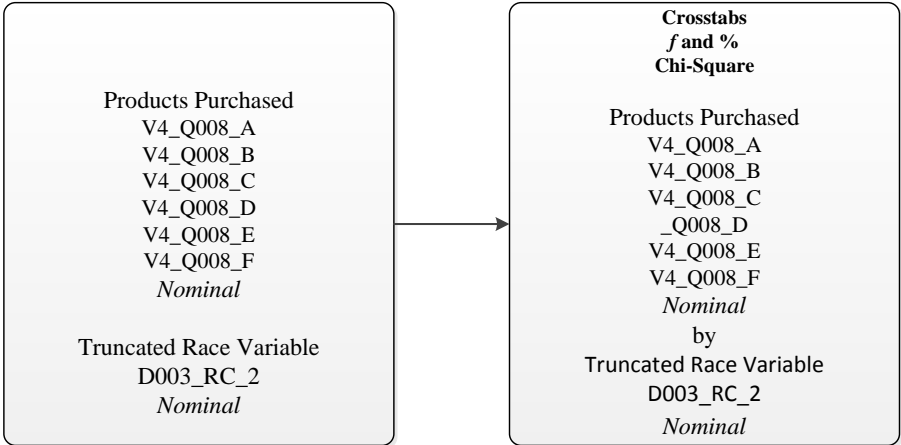 Products Purchased
V4_Q008_A
V4_Q008_B
V4_Q008_C
V4_Q008_D
V4_Q008_E
V4_Q008_F
Nominal
Truncated Race Variable
D003_RC_2
Nominal
Crosstabs
f and %
Chi-Square
Products Purchased
V4_Q008_A
V4_Q008_B
V4_Q008_C
_Q008_D
V4_Q008_E
V4_Q008_F
Nominal
by
Truncated Race Variable
D003_RC_2
Nominal